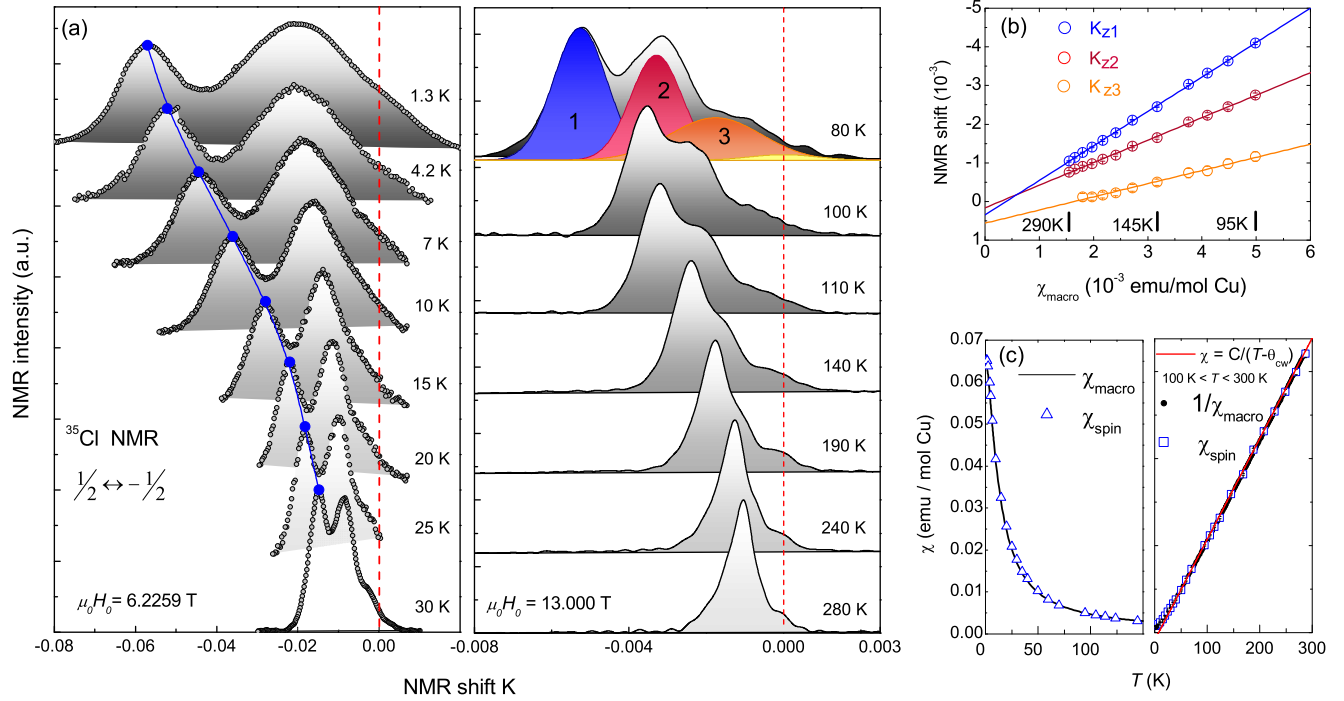 (a)
1.3 K
4.2 K
7 K
10 K
15 K
20 K
25 K
30 K
³⁵Cl NMR
1/2 ↔ – 1/2
μ₀H₀ = 6.2259 T
NMR intensity (a.u.)
-0.08 -0.06 -0.04 -0.02 0.00
1
2
3
80 K
100 K
110 K
140 K
190 K
240 K
280 K
μ₀H₀ = 13.000 T
-0.006 -0.003 0.000 0.003
NMR shift K
(b)
K_Z1
K_Z2
K_Z3
-5
-4
-3
-2
-1
0
1
NMR shift (10⁻³)
290K 145K 95K
0 1 2 3 4 5 6
χ_macro (10⁻³ emu/mol Cu)
(c)
0.07
0.06
0.05
0.04
0.03
0.02
0.01
0.00
χ (emu / mol Cu)
χ_macro
χ_spin
0 50 100
χ = C/(T-θ_cw)
100 K < T < 300 K
1/χ_macro
χ_spin
0 100 200 300
T (K)